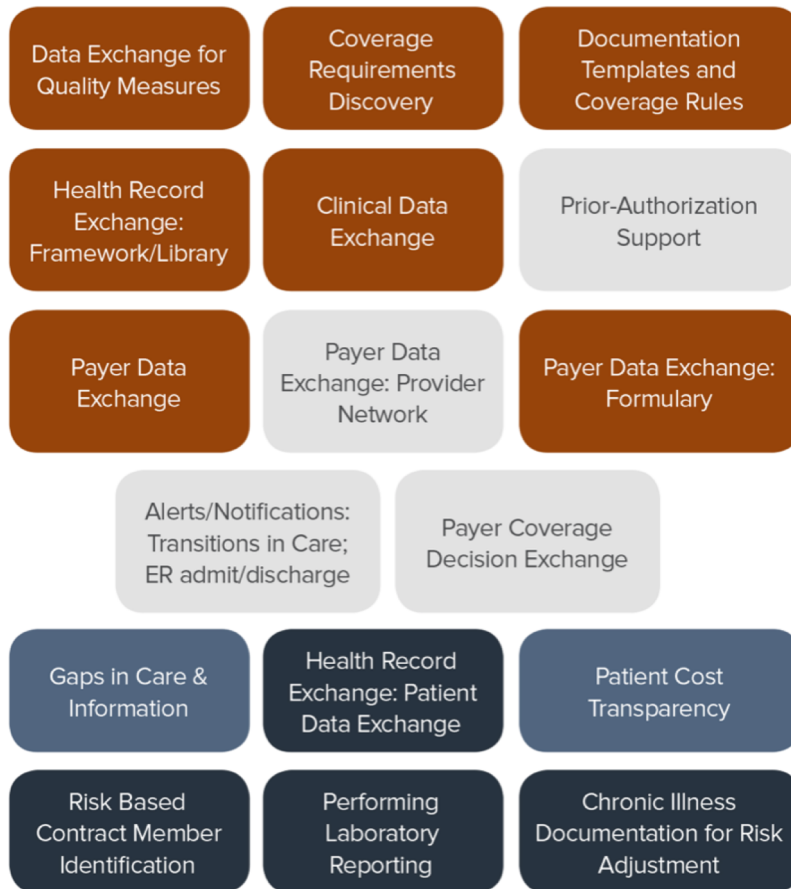 Data Exchange for
Quality Measures
Coverage
Requirements
Discovery
Documentation
Templates and
Coverage Rules
Health Record
Exchange:
Framework/Library
Clinical Data
Exchange
Prior-Authorization
Support
Payer Data
Exchange
Payer Data
Exchange: Provider
Network
Payer Data Exchange:
Formulary
Alerts/Notifications:
Transitions in Care;
ER admit/discharge
Payer Coverage
Decision Exchange
Gaps in Care &
Information
Health Record
Exchange: Patient
Data Exchange
Patient Cost
Transparency
Risk Based
Contract Member
Identification
Performing
Laboratory
Reporting
Chronic Illness
Documentation for Risk
Adjustment